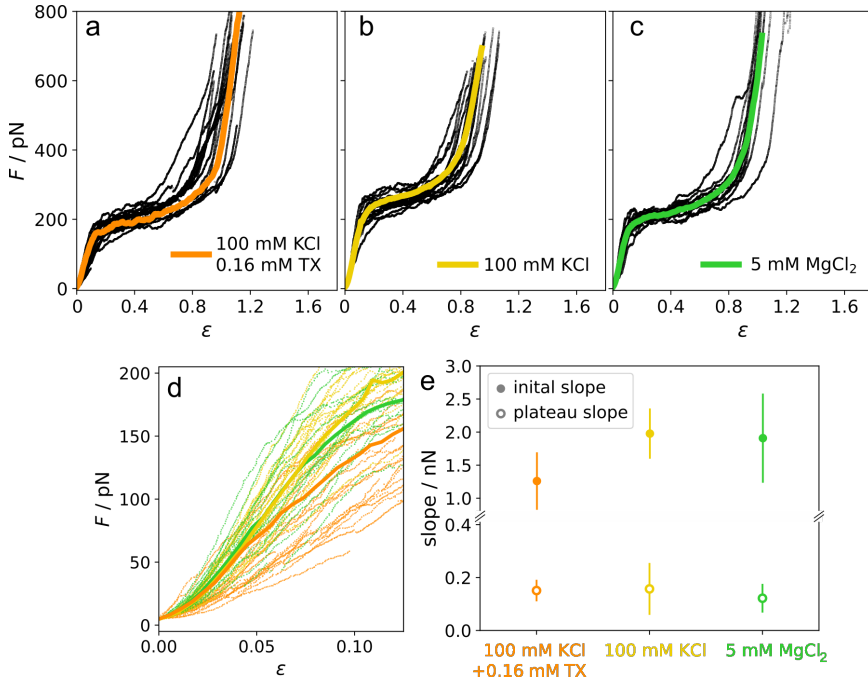 a
b
c
800
600
400
200
0
F / pN
100 mM KCl
0.16 mM TX
100 mM KCl
5 mM MgCl₂
0 0.4 0.8 1.2 1.6
0 0.4 0.8 1.2 1.6
0 0.4 0.8 1.2 1.6
ε
ε
ε
d
200
150
100
50
0
F / pN
0.00 0.05 0.10
ε
e
inital slope
plateau slope
3.0
2.5
2.0
1.5
1.0
0.4
0.2
0.0
slope / nN
100 mM KCl
+0.16 mM TX
100 mM KCl
5 mM MgCl₂